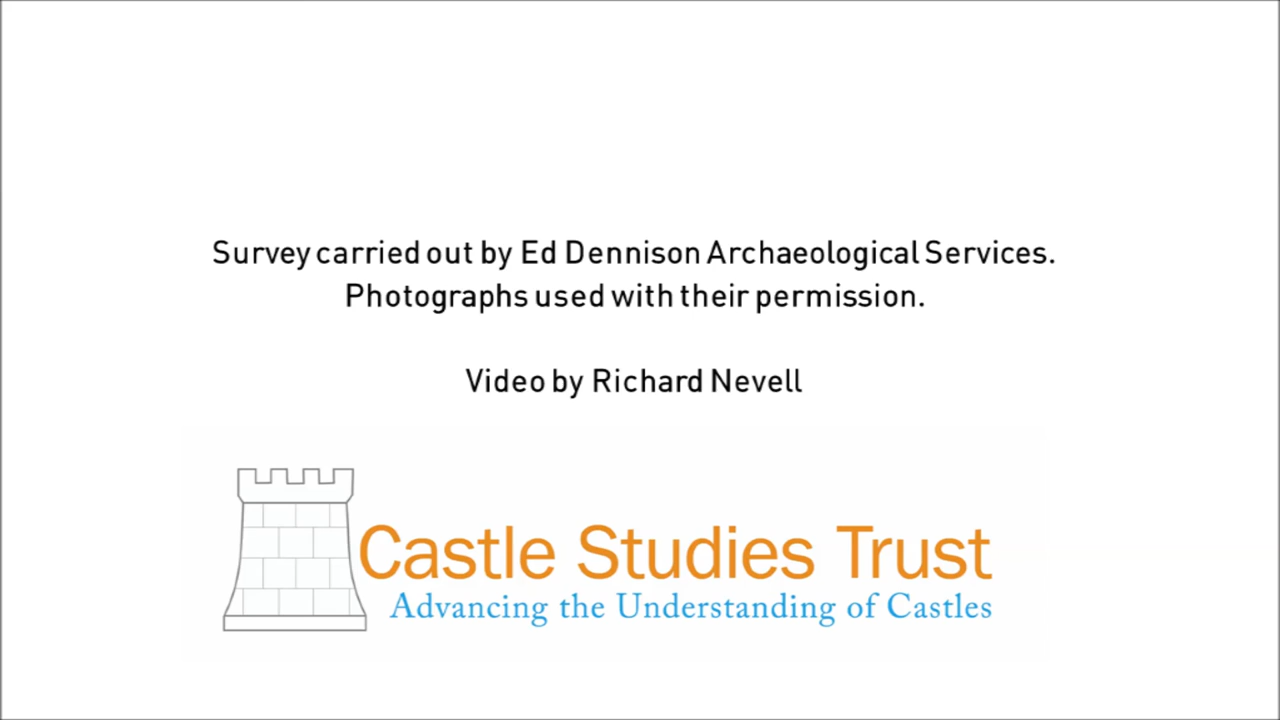 Survey carried out by Ed Dennison Archaeological Services.
Photographs used with their permission.
Video by Richard Nevell
Castle Studies Trust
Advancing the Understanding of Castles